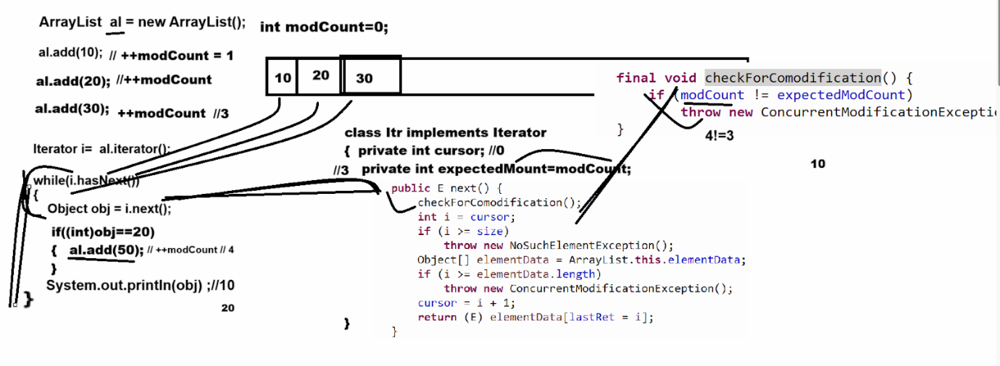 ArrayList al = new ArrayList();
int modCount=0;
al.add(10); // ++modCount = 1
al.add(20); //++modCount
al.add(30); ++modCount //3
10 20 30
Iterator i= al.iterator();
while(i.hasNext())
{
Object obj = i.next();
if((int)obj==20)
{ al.add(50); // ++modCount // 4
}
System.out.println(obj) ;//10
}
20
class Itr implements Iterator
{ private int cursor; //0
//3 private int expectedMount=modCount;
public E next() {
checkForComodification();
int i = cursor;
if (i >= size)
throw new NoSuchElementException();
Object[] elementData = ArrayList.this.elementData;
if (i >= elementData.length)
throw new ConcurrentModificationException();
cursor = i + 1;
return (E) elementData[lastRet = i];
}
}
final void checkForComodification() {
if (modCount != expectedModCount)
throw new ConcurrentModificationExcepti
}
4!=3
10